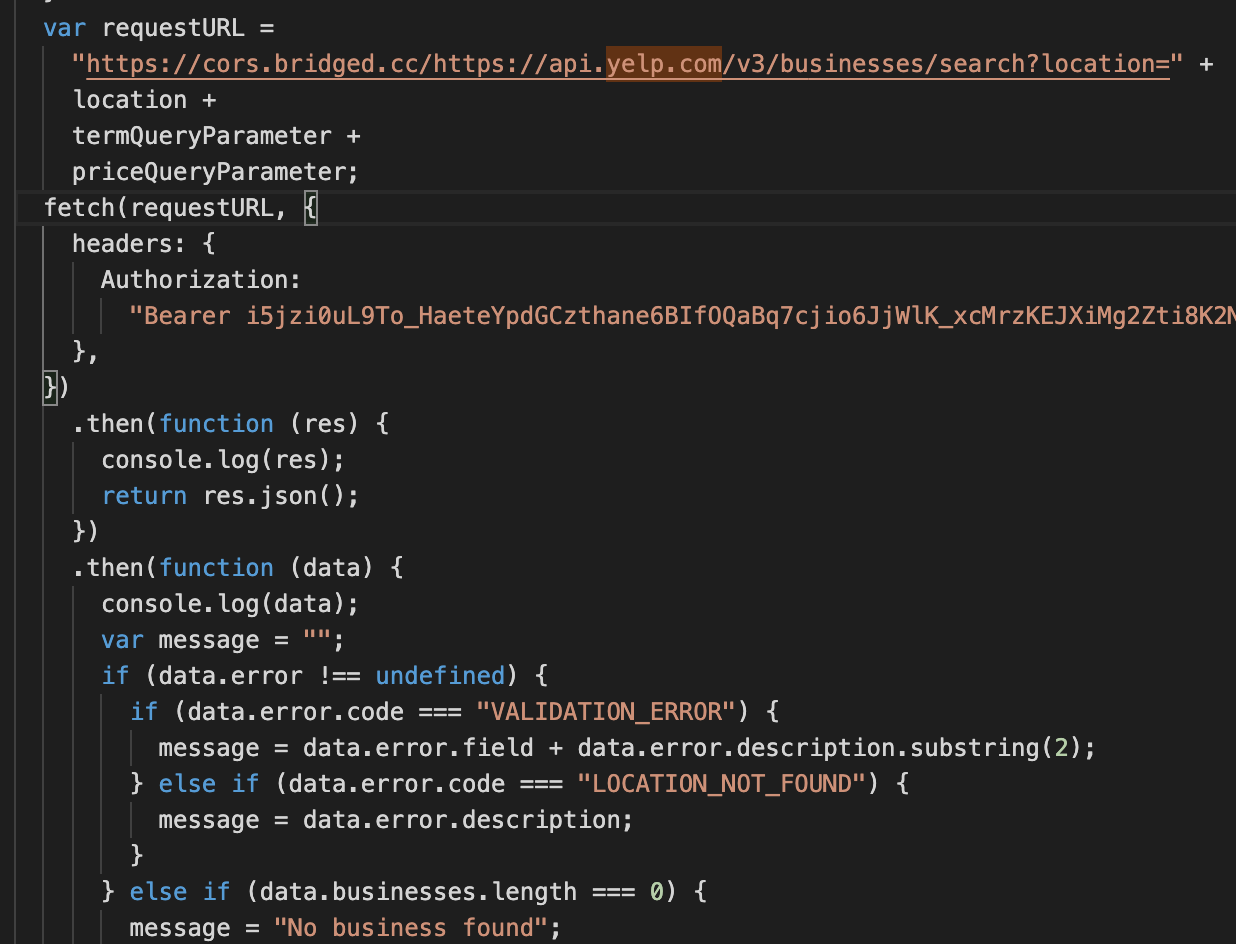 var requestURL =
"https://cors.bridged.cc/https://api.yelp.com/v3/businesses/search?location=" +
location +
termQueryParameter +
priceQueryParameter;
fetch(requestURL, {
headers: {
Authorization:
"Bearer i5jzi0uL9To_HaeteYpdGCzthane6BIfOQaBq7cjio6JjWlK_xcMrzKEJXiMg2Zti8K2N
},
})
.then(function (res) {
console.log(res);
return res.json();
})
.then(function (data) {
console.log(data);
var message = "";
if (data.error !== undefined) {
if (data.error.code === "VALIDATION_ERROR") {
message = data.error.field + data.error.description.substring(2);
} else if (data.error.code === "LOCATION_NOT_FOUND") {
message = data.error.description;
}
} else if (data.businesses.length === 0) {
message = "No business found";